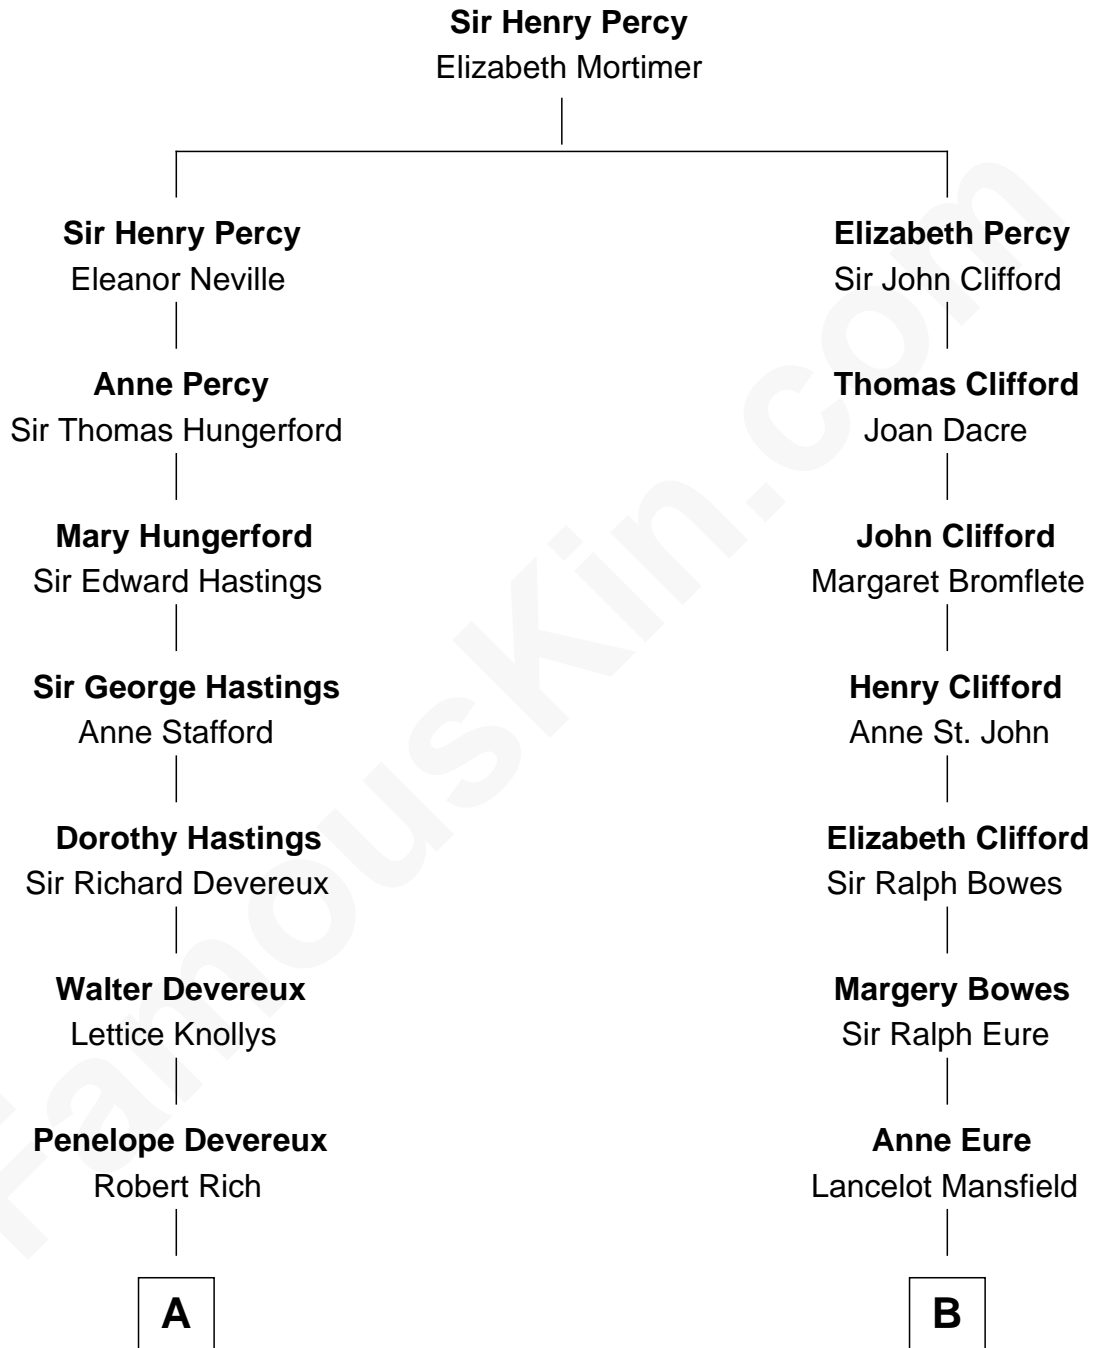 Sir Henry Percy
Elizabeth Mortimer
Sir Henry Percy
Eleanor Neville
Anne Percy
Sir Thomas Hungerford
Mary Hungerford
Sir Edward Hastings
Sir George Hastings
Anne Stafford
Dorothy Hastings
Sir Richard Devereux
Walter Devereux
Lettice Knollys
Penelope Devereux
Robert Rich
A
Elizabeth Percy
Sir John Clifford
Thomas Clifford
Joan Dacre
John Clifford
Margaret Bromflete
Henry Clifford
Anne St. John
Elizabeth Clifford
Sir Ralph Bowes
Margery Bowes
Sir Ralph Eure
Anne Eure
Lancelot Mansfield
B
FamousKin.com